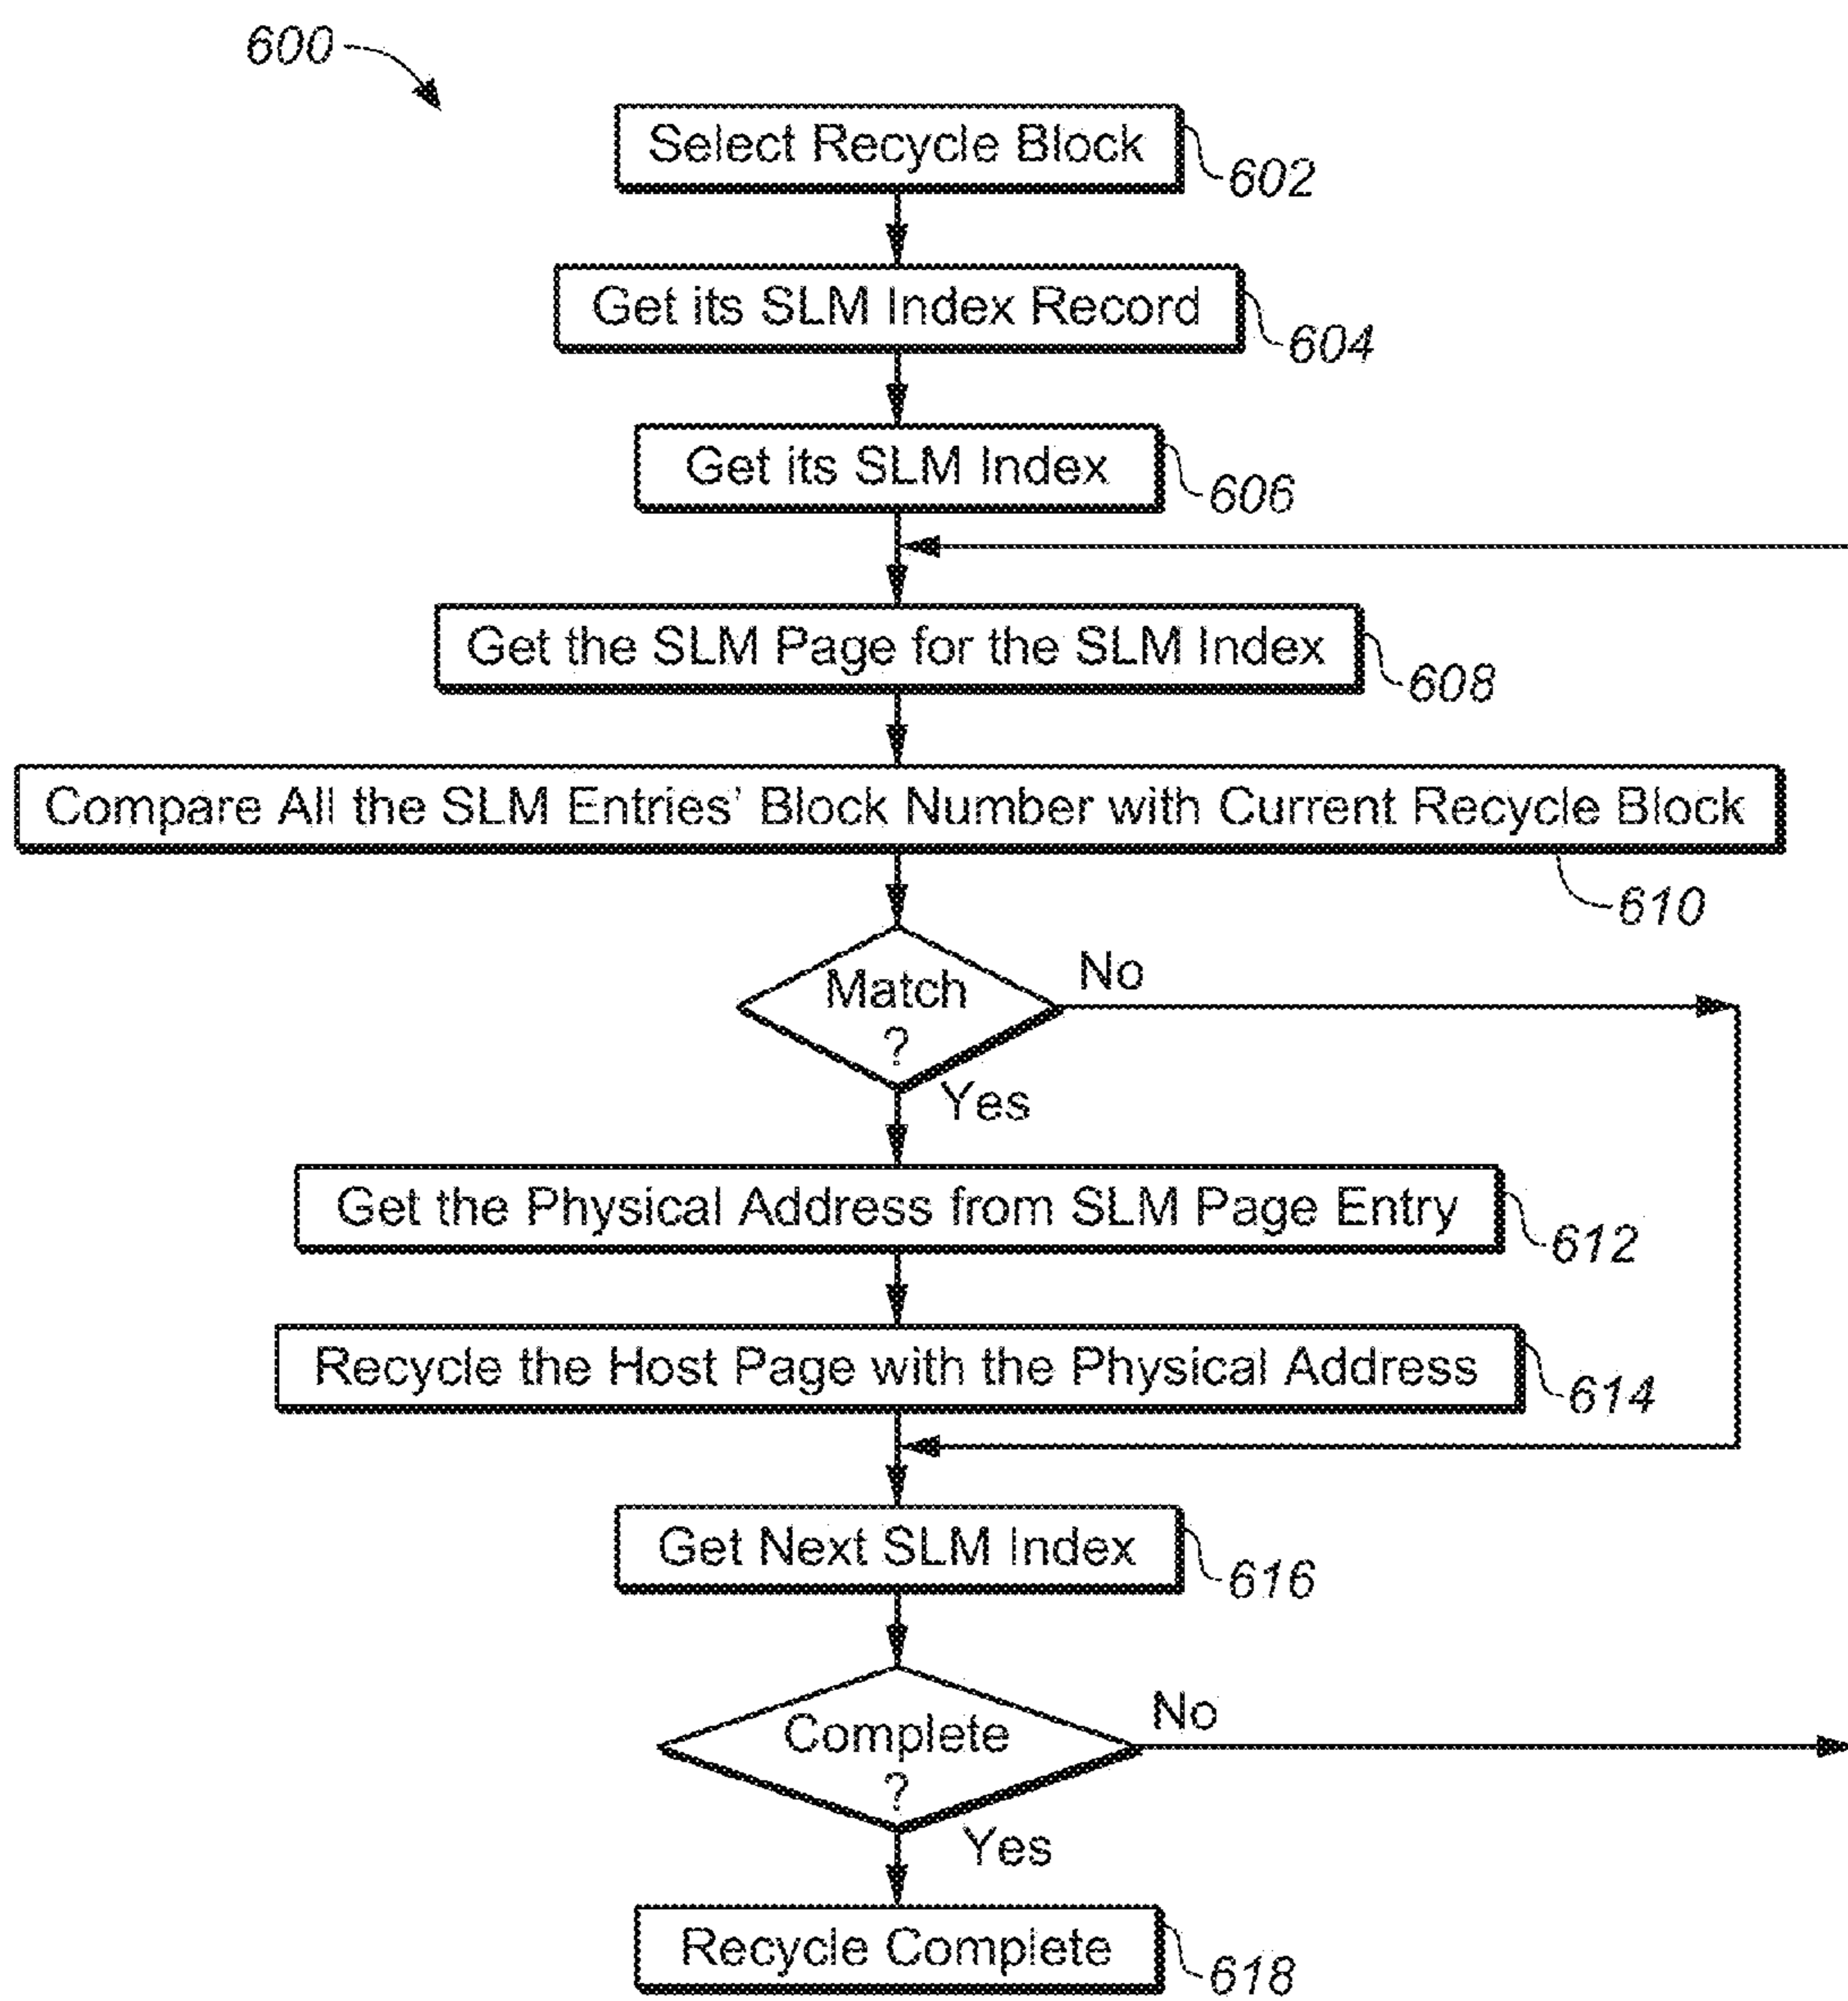 600
Select Recycle Block
602
Get its SLM Index Record
604
Get its SLM Index
606
Get the SLM Page for the SLM Index
608
Compare All the SLM Entries' Block Number with Current Recycle Block
610
Match
?
No
Yes
Get the Physical Address from SLM Page Entry
612
Recycle the Host Page with the Physical Address
614
Get Next SLM Index
616
Complete
?
No
Yes
Recycle Complete
618